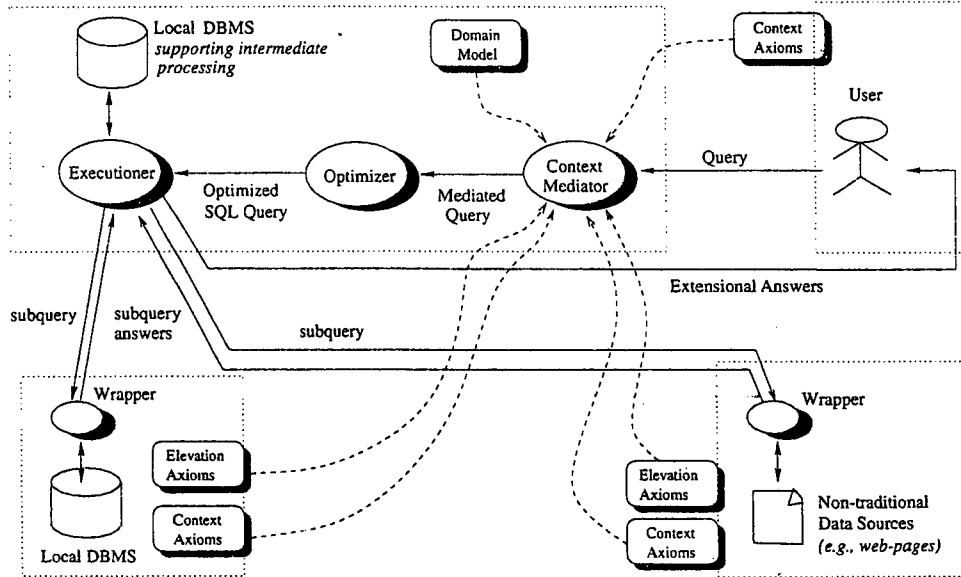 Local DBMS
supporting intermediate
processing
Domain
Model
Context
Axioms
User
Executioner
Optimizer
Context
Mediator
Query
Optimized
SQL Query
Mediated
Query
Extensional Answers
subquery
subquery
answers
subquery
Wrapper
Wrapper
Elevation
Axioms
Context
Axioms
Local DBMS
Elevation
Axioms
Context
Axioms
Non-traditional
Data Sources
(e.g., web-pages)